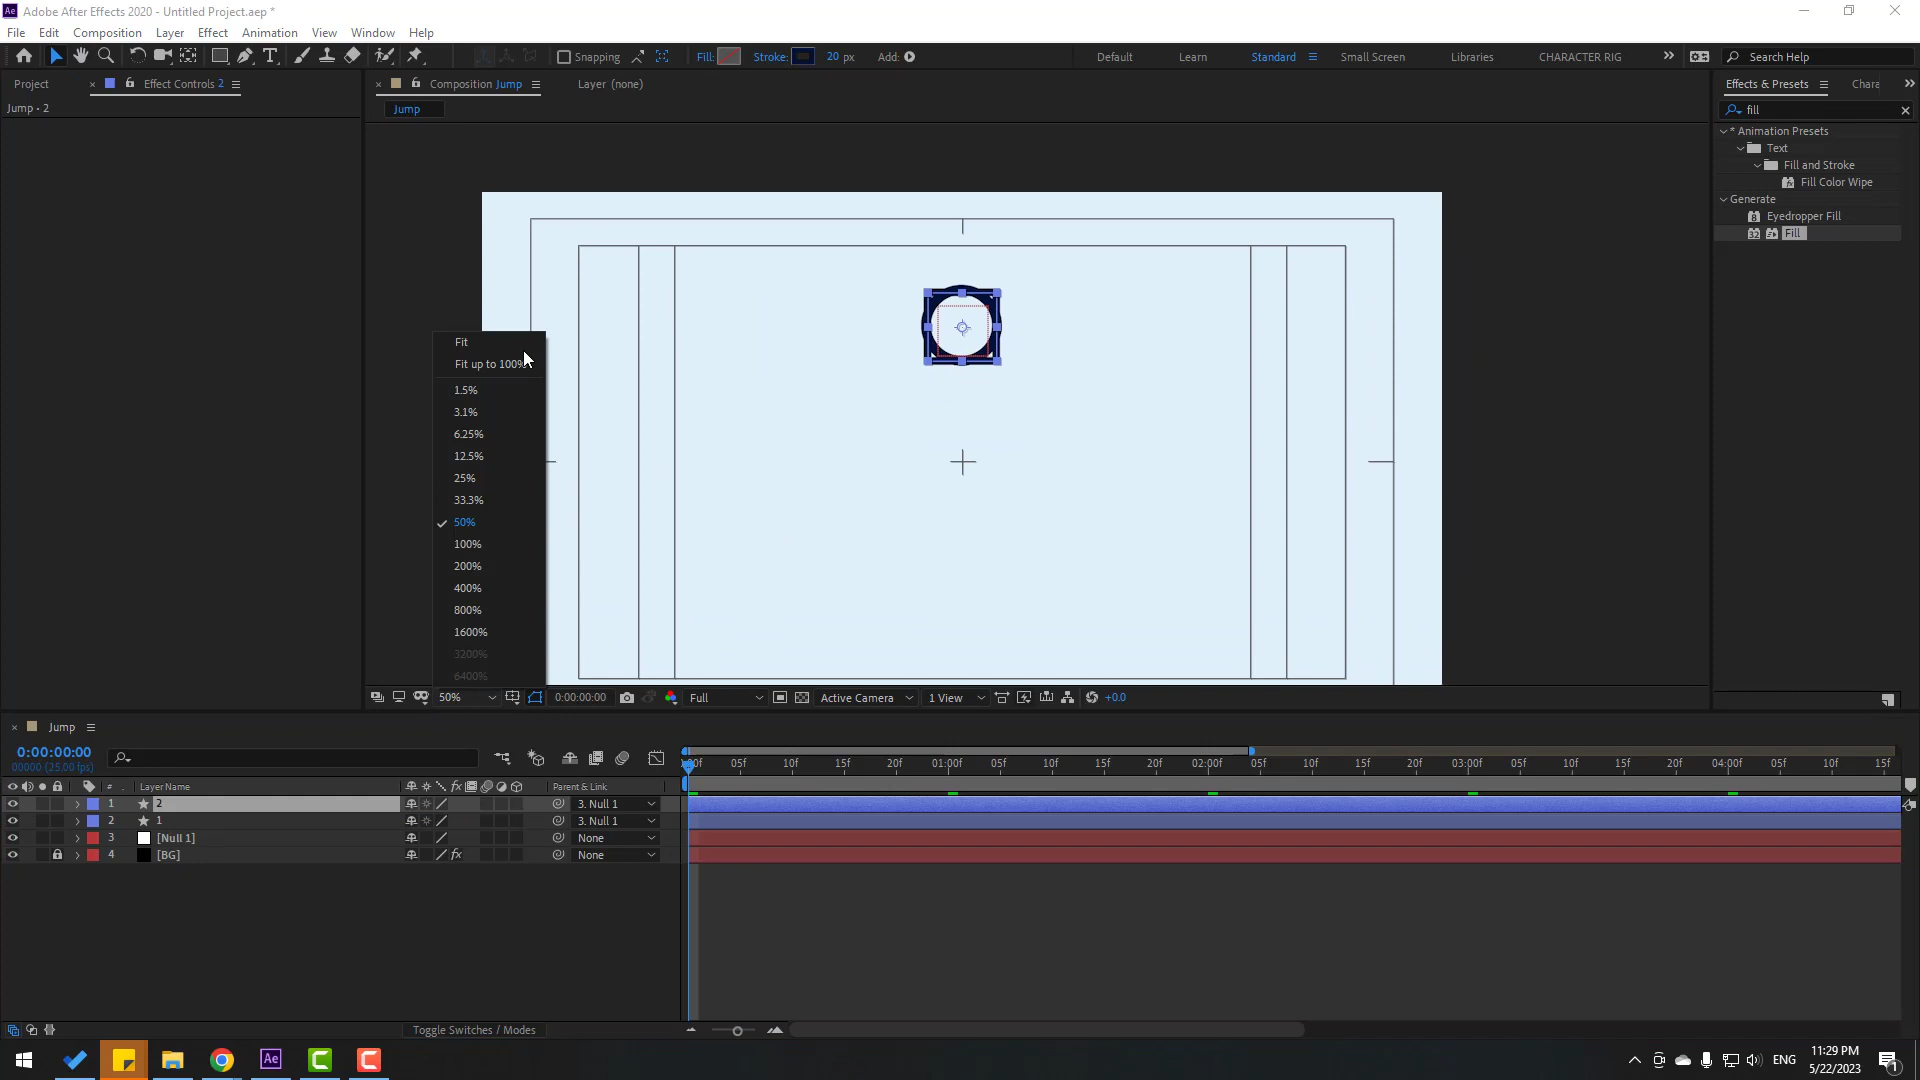 Adobe After Effects 2020 - Untitled Project.aep *
File Edit Composition Layer Effect Animation View Window Help
Snapping Fill: Stroke: 20 px Add: Default Learn Standard Small Screen Libraries CHARACTER RIG Search Help
Project Effect Controls 2 Composition Jump Layer (none) Effects & Presets Chara
Jump • 2 Jump fill
* Animation Presets
Text
Fill and Stroke
Fill Color Wipe
Generate
Eyedropper Fill
Fill
Fit
Fit up to 100%
1.5%
3.1%
6.25%
12.5%
25%
33.3%
50%
100%
200%
400%
800%
1600%
3200%
6400%
50% 0:00:00:00 Full Active Camera 1 View +0.0
Jump
0:00:00:00
00000 (25.00 fps)
:00f 05f 10f 15f 20f 01:00f 05f 10f 15f 20f 02:00f 05f 10f 15f 20f 03:00f 05f 10f 15f 20f 04:00f 05f 10f 15f
# Layer Name fx Parent & Link
1 2 3. Null 1
2 1 3. Null 1
3 [Null 1] None
4 [BG] fx None
Toggle Switches / Modes
Ae ENG 11:29 PM
5/22/2023 1